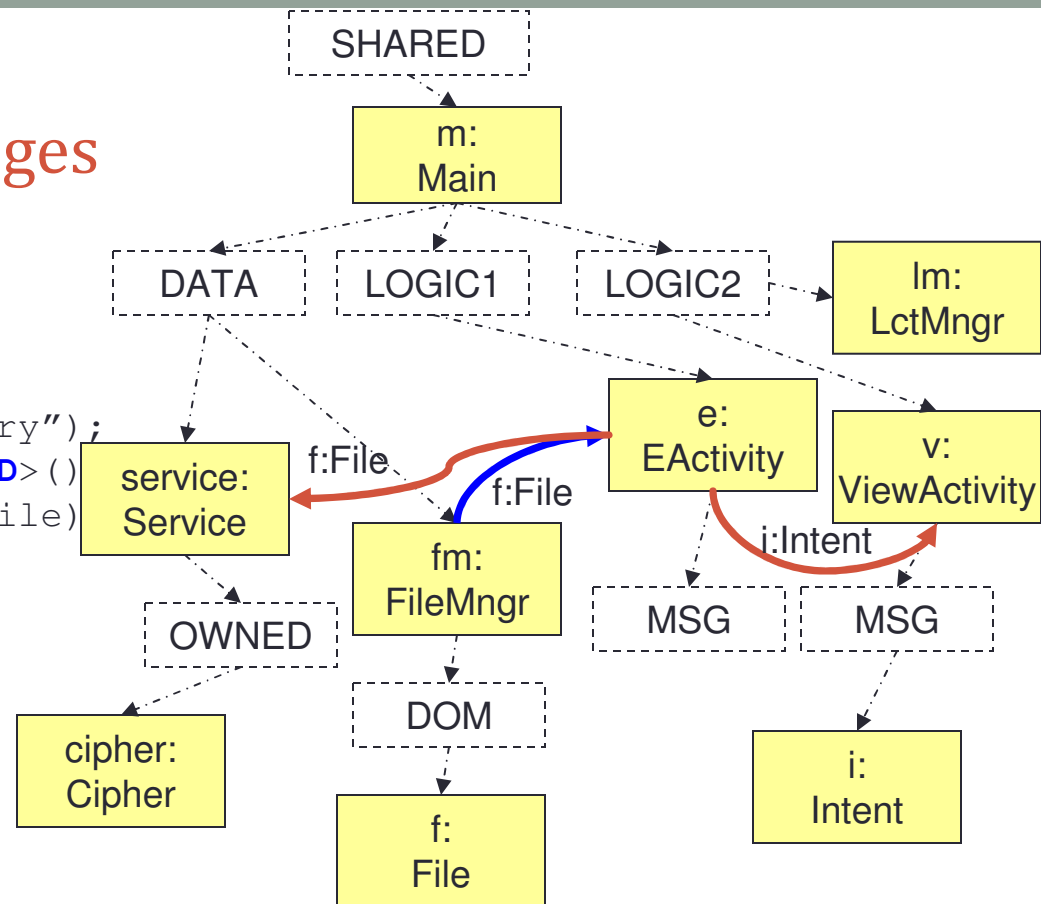 SHARED
ges
m:
Main
DATA
LOGIC1
LOGIC2
lm:
LctMngr
ry");
D>()
ile)
service:
Service
f:File
f:File
e:
EActivity
v:
ViewActivity
i:Intent
fm:
FileMngr
OWNED
MSG
MSG
DOM
cipher:
Cipher
i:
Intent
f:
File